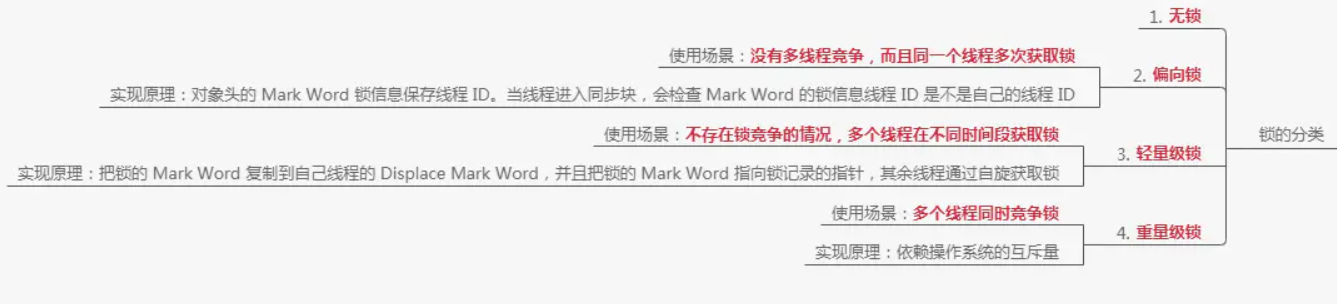 1. 无锁
使用场景：没有多线程竞争，而且同一个线程多次获取锁
2. 偏向锁
实现原理：对象头的 Mark Word 锁信息保存线程 ID。当线程进入同步块，会检查 Mark Word 的锁信息线程 ID 是不是自己的线程 ID
使用场景：不存在锁竞争的情况，多个线程在不同时间段获取锁
锁的分类
3. 轻量级锁
实现原理：把锁的 Mark Word 复制到自己线程的 Displace Mark Word，并且把锁的 Mark Word 指向锁记录的指针，其余线程通过自旋获取锁
使用场景：多个线程同时竞争锁
4. 重量级锁
实现原理：依赖操作系统的互斥量